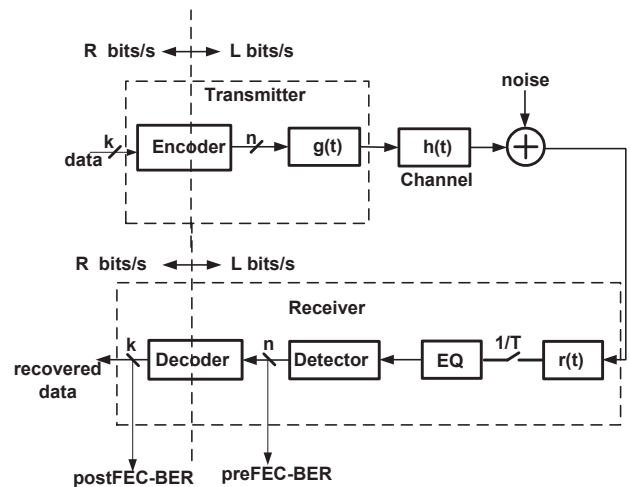 R bits/s L bits/s
Transmitter
noise
k
data
Encoder
n
g(t)
h(t)
Channel
R bits/s L bits/s
Receiver
k
Decoder
n
Detector
EQ
1/T
r(t)
recovered
data
postFEC-BER
preFEC-BER